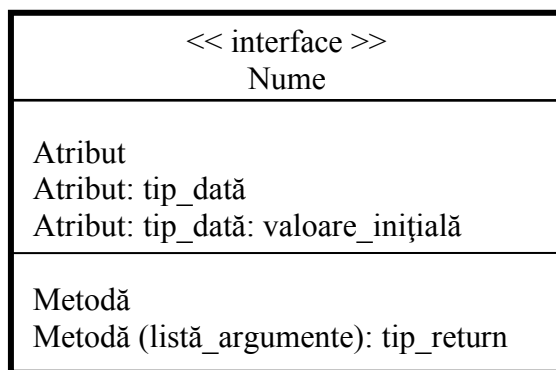 << interface >>
Nume
Atribut
Atribut: tip_dată
Atribut: tip_dată: valoare_iniţială
Metodă
Metodă (listă_argumente): tip_return